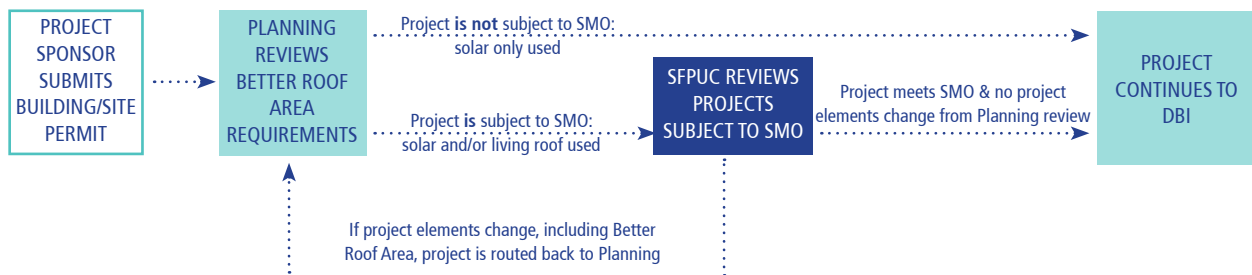 PROJECT
SPONSOR
SUBMITS
BUILDING/SITE
PERMIT
PLANNING
REVIEWS
BETTER ROOF
AREA
REQUIREMENTS
Project is not subject to SMO:
solar only used
Project is subject to SMO:
solar and/or living roof used
SFPUC REVIEWS
PROJECTS
SUBJECT TO SMO
Project meets SMO & no project
elements change from Planning review
PROJECT
CONTINUES TO
DBI
If project elements change, including Better
Roof Area, project is routed back to Planning